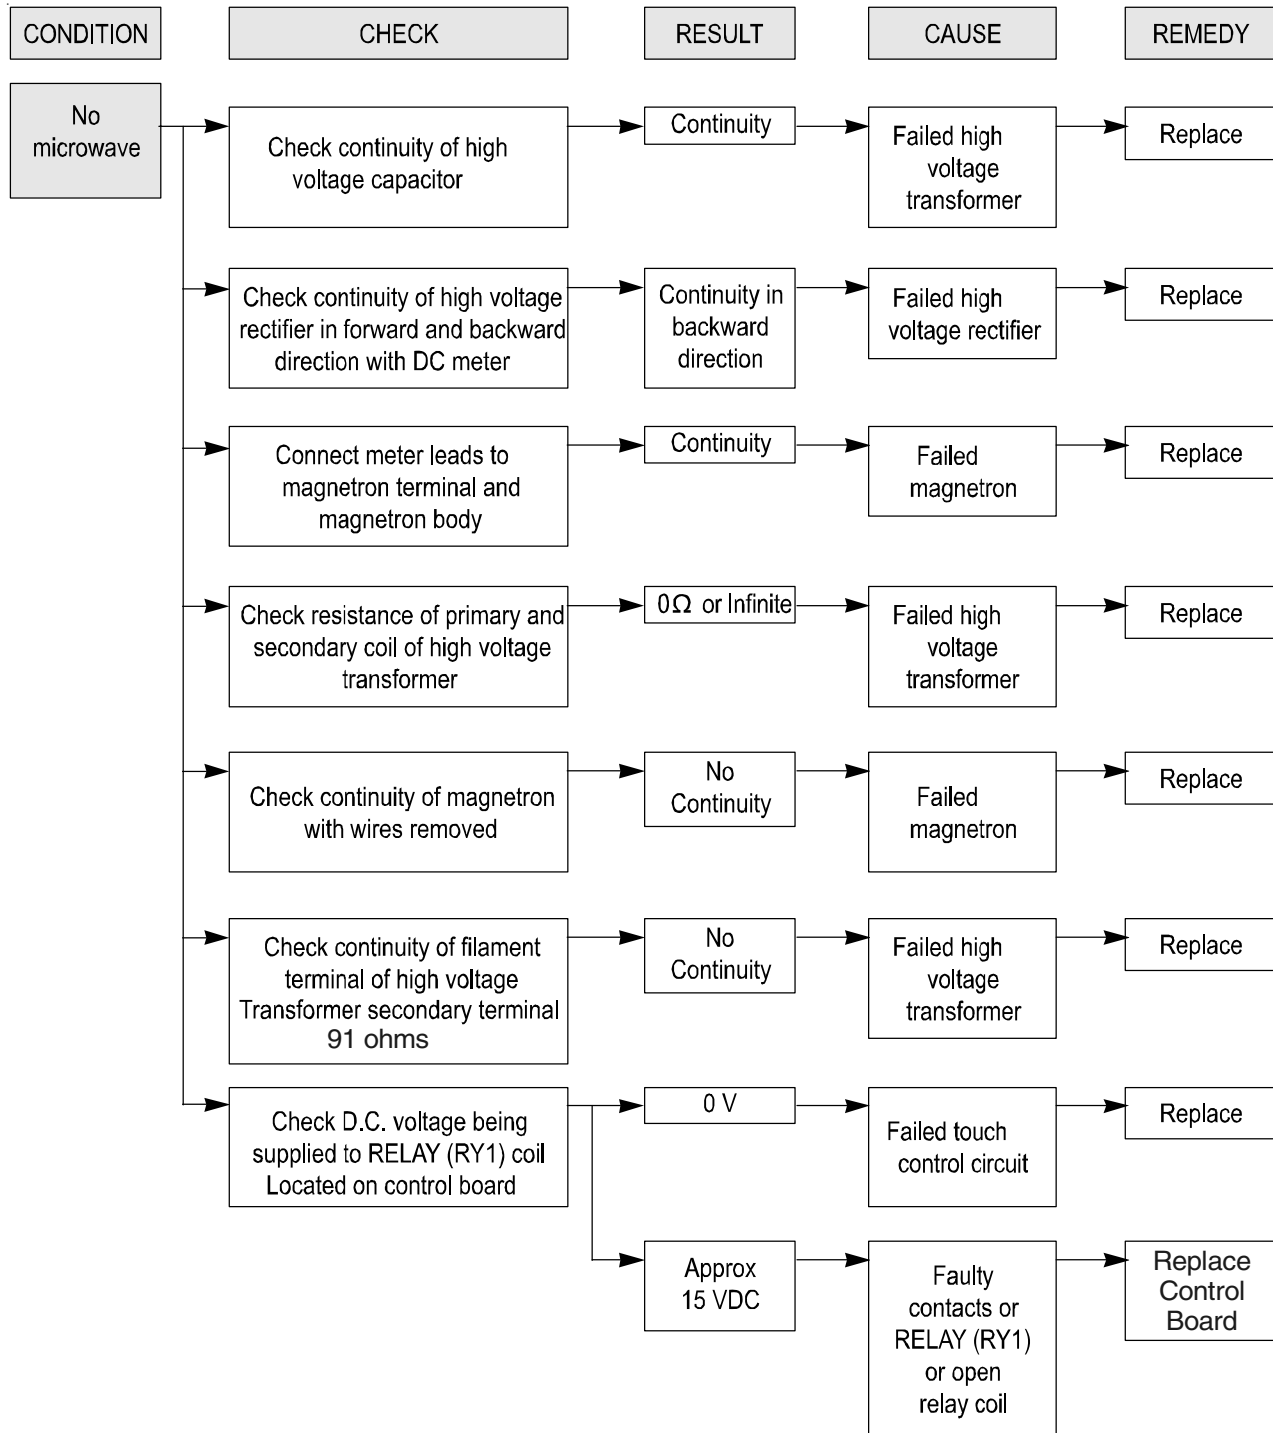 CONDITION
CHECK
RESULT
CAUSE
REMEDY
No
microwave
Check continuity of high
voltage capacitor
Continuity
Failed high
voltage
transformer
Replace
Check continuity of high voltage
rectifier in forward and backward
direction with DC meter
Continuity in
backward
direction
Failed high
voltage rectifier
Replace
Connect meter leads to
magnetron terminal and
magnetron body
Continuity
Failed
magnetron
Replace
Check resistance of primary and
secondary coil of high voltage
transformer
0Ω or Infinite
Failed high
voltage
transformer
Replace
Check continuity of magnetron
with wires removed
No
Continuity
Failed
magnetron
Replace
Check continuity of filament
terminal of high voltage
Transformer secondary terminal
91 ohms
No
Continuity
Failed high
voltage
transformer
Replace
Check D.C. voltage being
supplied to RELAY (RY1) coil
Located on control board
0 V
Failed touch
control circuit
Replace
Approx
15 VDC
Faulty
contacts or
RELAY (RY1)
or open
relay coil
Replace
Control
Board